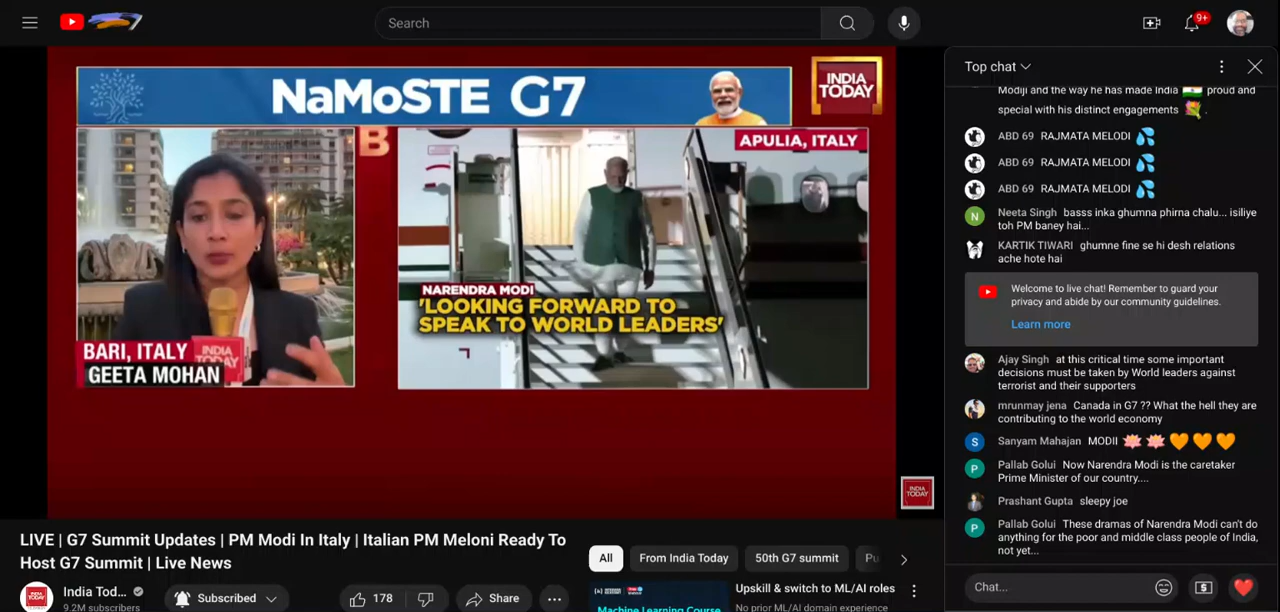 Search
9+
NaMoSTE G7
INDIA
TODAY
B
APULIA, ITALY
NARENDRA MODI
'LOOKING FORWARD TO
SPEAK TO WORLD LEADERS'
INDIA
TODAY
BARI, ITALY
GEETA MOHAN
INDIA
TODAY
LIVE | G7 Summit Updates | PM Modi In Italy | Italian PM Meloni Ready To
Host G7 Summit | Live News
India Tod...
9.2M subscribers
Subscribed
178
Share
All
From India Today
50th G7 summit
Pu
Upskill & switch to ML/AI roles
No prior ML/AI domain experience
Machine Learning Course
Top chat
Modiji and the way he has made India 🇮🇳 proud and
special with his distinct engagements 💐 .
ABD 69 RAJMATA MELODI 💦
ABD 69 RAJMATA MELODI 💦
ABD 69 RAJMATA MELODI 💦
N
Neeta Singh basss inka ghumna phirna chalu... isiliye
toh PM baney hai...
KARTIK TIWARI ghumne fine se hi desh relations
ache hote hai
Welcome to live chat! Remember to guard your
privacy and abide by our community guidelines.
Learn more
Ajay Singh at this critical time some important
decisions must be taken by World leaders against
terrorist and their supporters
mrunmay jena Canada in G7 ?? What the hell they are
contributing to the world economy
S
Sanyam Mahajan MODII 🪷 🪷 🧡 🧡 🧡
P
Pallab Golui Now Narendra Modi is the caretaker
Prime Minister of our country....
Prashant Gupta sleepy joe
P
Pallab Golui These dramas of Narendra Modi can't do
anything for the poor and middle class people of India,
not yet...
Chat...